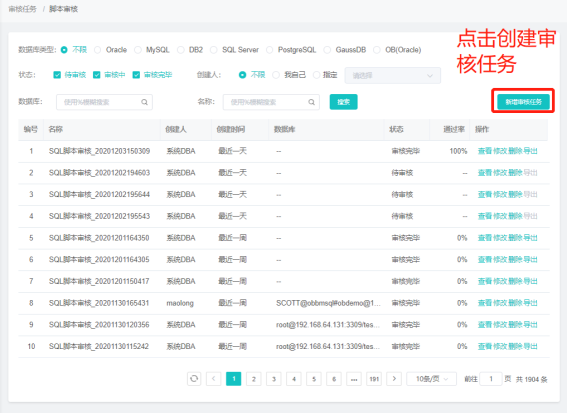 审核任务 / 脚本审核
点击创建审核任务
数据库类型: 不限 Oracle MySQL DB2 SQL Server PostgreSQL GaussDB OB(Oracle)
状态: 待审核 审核中 审核完毕 创建人: 不限 我自己 指定 请选择
数据库: 使用%模糊搜索 名称: 使用%模糊搜索 搜索 新增审核任务
编号 名称 创建人 创建时间 数据库 状态 通过率 操作
1 SQL脚本审核_20201203150309 系统DBA 最近一天 -- 审核完毕 100% 查看 修改 删除 导出
2 SQL脚本审核_20201202194603 系统DBA 最近一天 -- 待审核 -- 查看 修改 删除 导出
3 SQL脚本审核_20201202195644 系统DBA 最近一天 -- 待审核 -- 查看 修改 删除 导出
4 SQL脚本审核_20201202195543 系统DBA 最近一天 -- 待审核 -- 查看 修改 删除 导出
5 SQL脚本审核_20201201164350 系统DBA 最近一周 -- 审核完毕 0% 查看 修改 删除 导出
6 SQL脚本审核_20201201164305 系统DBA 最近一周 -- 审核完毕 0% 查看 修改 删除 导出
7 SQL脚本审核_20201201150417 系统DBA 最近一周 -- 审核完毕 0% 查看 修改 删除 导出
8 SQL脚本审核_20201130165431 maolong 最近一周 SCOTT@obbmsql#obdemo@1... 审核完毕 0% 查看 修改 删除 导出
9 SQL脚本审核_20201130120356 系统DBA 最近一周 root@192.168.64.131:3309/tes... 审核完毕 0% 查看 修改 删除 导出
10 SQL脚本审核_20201130115242 系统DBA 最近一周 root@192.168.64.131:3309/tes... 审核完毕 0% 查看 修改 删除 导出
1 2 3 4 5 6 ... 191 10条/页 前往 1 页 共 1904 条